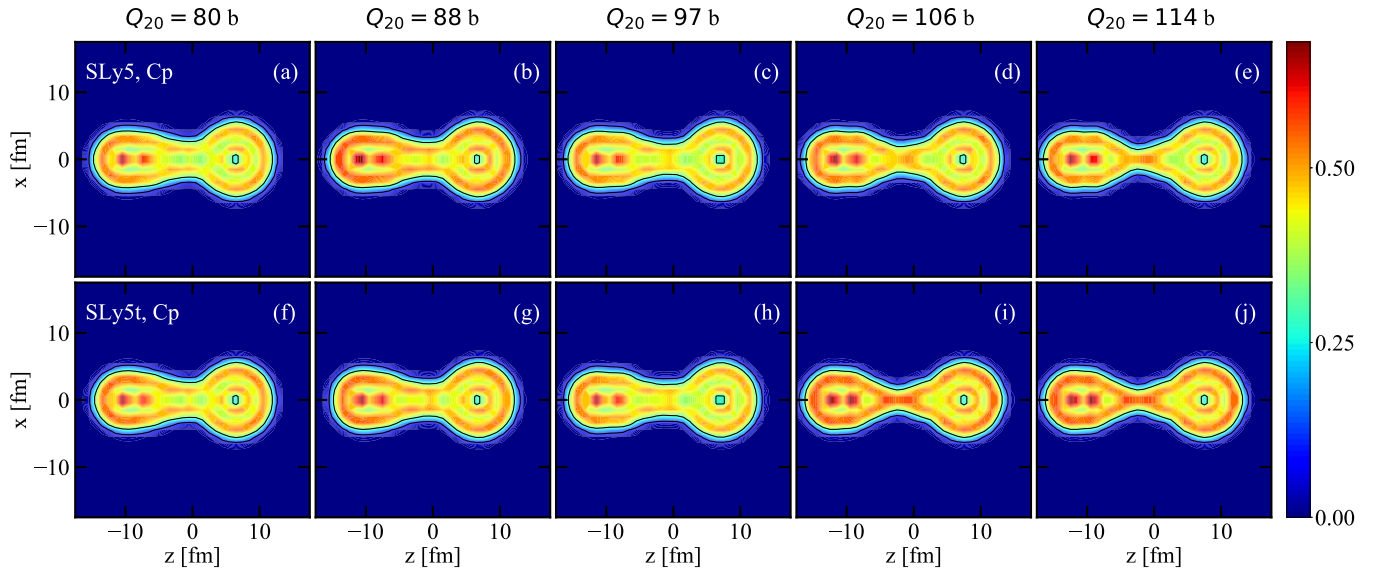 Q₂₀ = 80 b Q₂₀ = 88 b Q₂₀ = 97 b Q₂₀ = 106 b Q₂₀ = 114 b
SLy5, Cp (a) (b) (c) (d) (e)
10
0
−10
x [fm]
0.50
0.25
0.00
SLy5t, Cp (f) (g) (h) (i) (j)
10
0
−10
x [fm]
−10 0 10 −10 0 10 −10 0 10 −10 0 10 −10 0 10
z [fm] z [fm] z [fm] z [fm] z [fm]